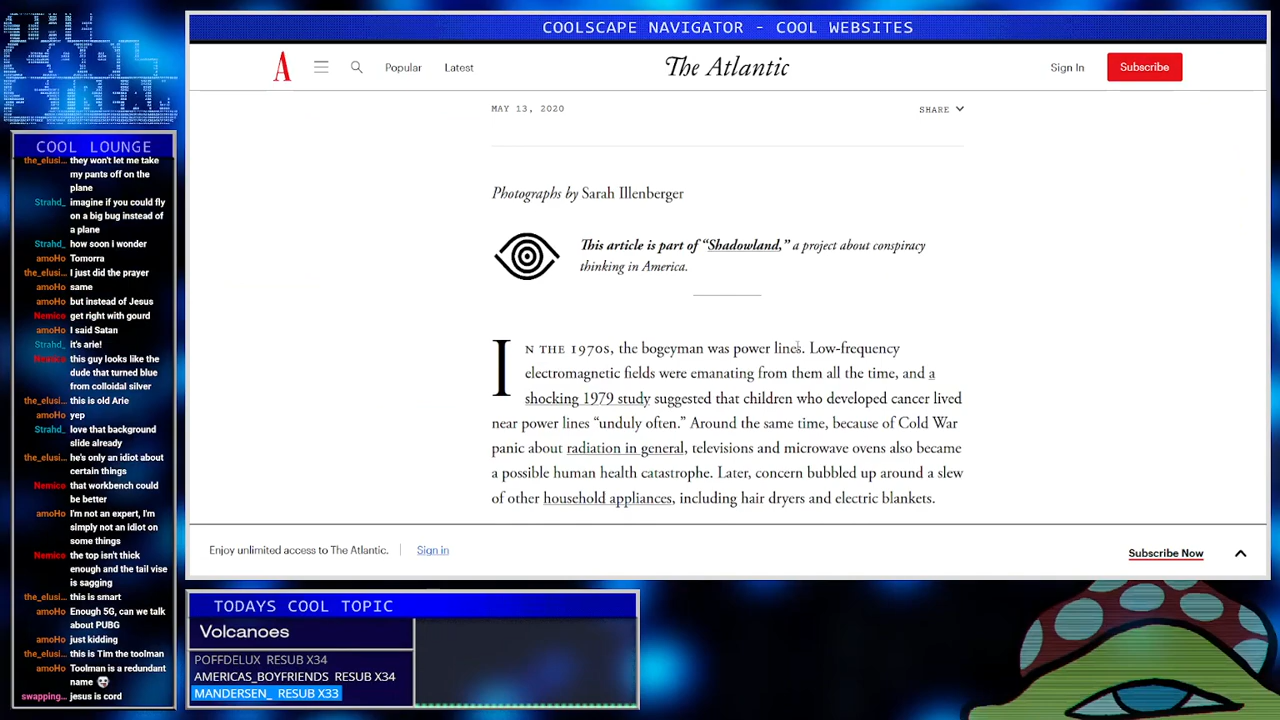 COOLSCAPE NAVIGATOR - COOL WEBSITES
A
Popular
Latest
The Atlantic
Sign In
Subscribe
MAY 13, 2020
SHARE
Photographs by Sarah Illenberger
This article is part of “Shadowland,” a project about conspiracy
thinking in America.
IN THE 1970S, the bogeyman was power lines. Low-frequency
electromagnetic fields were emanating from them all the time, and a
shocking 1979 study suggested that children who developed cancer lived
near power lines “unduly often.” Around the same time, because of Cold War
panic about radiation in general, televisions and microwave ovens also became
a possible human health catastrophe. Later, concern bubbled up around a slew
of other household appliances, including hair dryers and electric blankets.
Enjoy unlimited access to The Atlantic.
Sign in
Subscribe Now
COOL LOUNGE
the_elusi... they won't let me take
my pants off on the
plane
Strahd_ imagine if you could fly
on a big bug instead of
a plane
Strahd_ how soon I wonder
amoHo Tomorra
the_elusi... I just did the prayer
amoHo same
amoHo but instead of Jesus
Nemico get right with gourd
amoHo I said Satan
Strahd_ it's arie!
Nemico this guy looks like the
dude that turned blue
from colloidal silver
the_elusi... this is old Arie
amoHo yep
Strahd_ love that background
slide already
the_elusi... he's only an idiot about
certain things
Nemico that workbench could
be better
amoHo I'm not an expert, I'm
simply not an idiot on
some things
Nemico the top isn't thick
enough and the tail vise
is sagging
the_elusi... this is smart
amoHo Enough 5G, can we talk
about PUBG
amoHo just kidding
the_elusi... this is Tim the toolman
amoHo Toolman is a redundant
name
swapping... jesus is cord
TODAYS COOL TOPIC
Volcanoes
POFFDELUX RESUB X34
AMERICAS_BOYFRIENDS RESUB X34
MANDERSEN_ RESUB X33